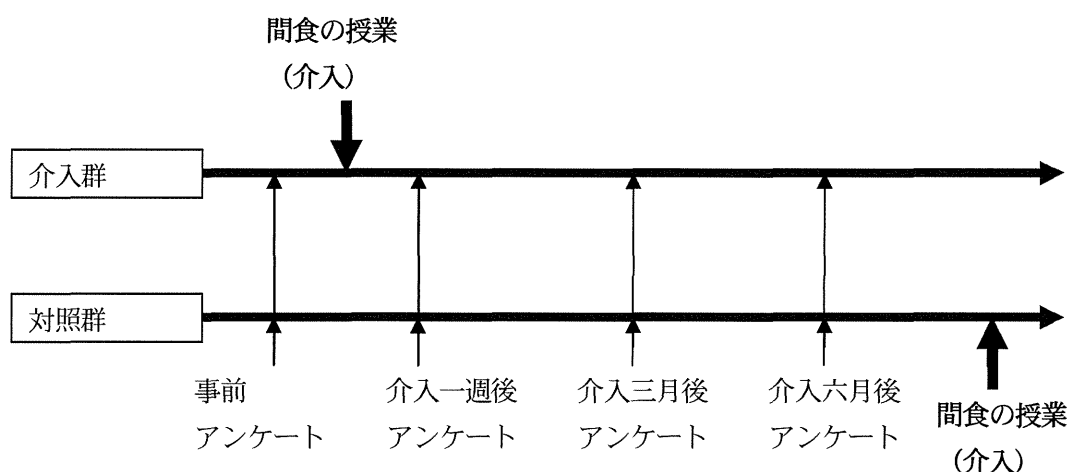 間食の授業
（介入）
介入群
対照群
事前
アンケート
介入一週後
アンケート
介入三月後
アンケート
介入六月後
アンケート
間食の授業
（介入）